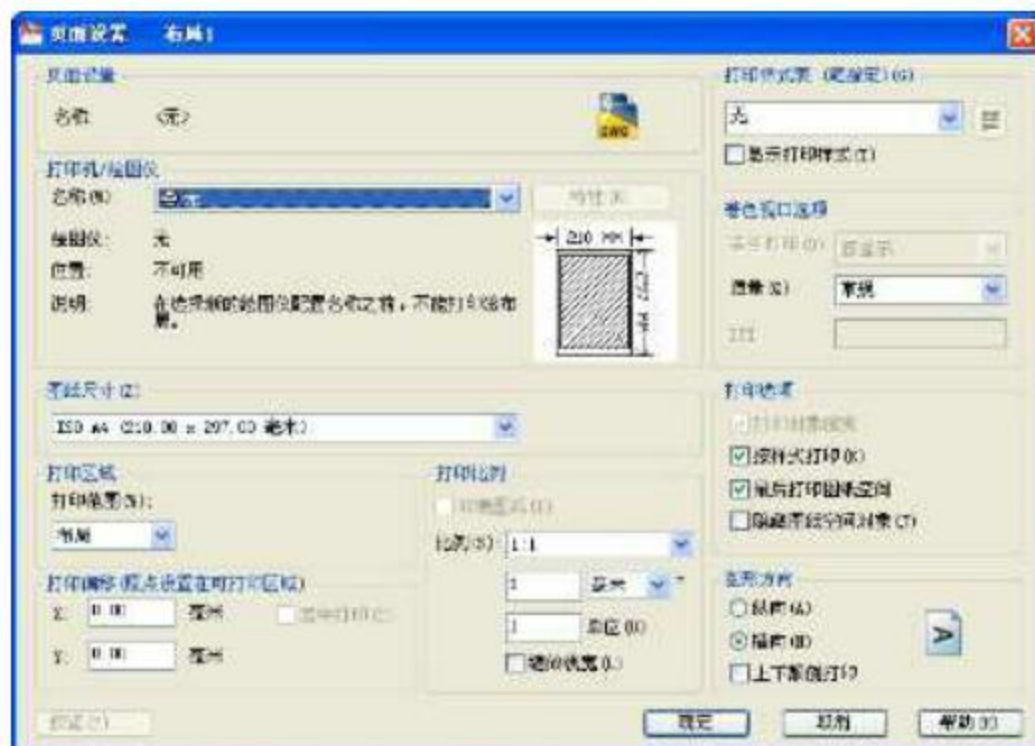 页面设置 布局1
页面设置
名称: <无>
DWG
打印机/绘图仪
名称(N): 无
特性(R)
绘图仪: 无
位置: 不可用
说明: 在选择新的绘图仪配置名称之前,不能打印该布
局。
210 MM
297 MM
图纸尺寸(Z)
ISO A4 (210.00 x 297.00 毫米)
打印区域
打印范围(W):
布局
打印偏移(原点设置在可打印区域)
X: 0.00 毫米
居中打印(C)
Y: 0.00 毫米
打印比例
布满图纸(I)
比例(S): 1:1
1 毫米 =
1 单位(U)
缩放线宽(L)
打印样式表 (笔指定)(G)
无
显示打印样式(T)
着色视口选项
着色打印(D) 按显示
质量(Q) 常规
DPI
打印选项
打印对象线宽
按样式打印(E)
最后打印图纸空间
隐藏图纸空间对象(J)
图形方向
纵向(A)
横向(N)
上下颠倒打印
A
预览(P)
确定
取消
帮助(H)